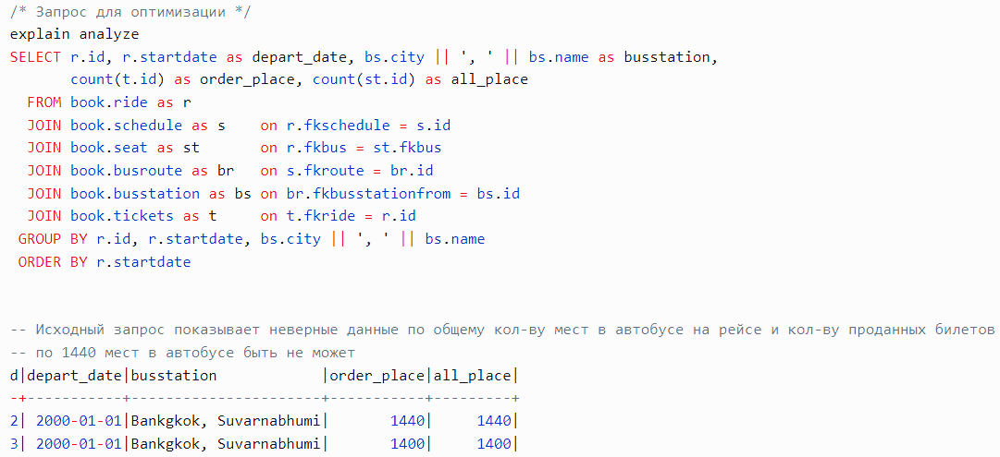 /* Запрос для оптимизации */
explain analyze
SELECT r.id, r.startdate as depart_date, bs.city || ', ' || bs.name as busstation,
       count(t.id) as order_place, count(st.id) as all_place
  FROM book.ride as r
  JOIN book.schedule as s    on r.fkschedule = s.id
  JOIN book.seat as st       on r.fkbus = st.fkbus
  JOIN book.busroute as br   on s.fkroute = br.id
  JOIN book.busstation as bs on br.fkbusstationfrom = bs.id
  JOIN book.tickets as t     on t.fkride = r.id
 GROUP BY r.id, r.startdate, bs.city || ', ' || bs.name
 ORDER BY r.startdate
-- Исходный запрос показывает неверные данные по общему кол-ву мест в автобусе на рейсе и кол-ву проданных билетов
-- по 1440 мест в автобусе быть не может
d|depart_date|busstation            |order_place|all_place|
-+-----------+----------------------+-----------+---------+
2| 2000-01-01|Bankgkok, Suvarnabhumi|       1440|     1440|
3| 2000-01-01|Bankgkok, Suvarnabhumi|       1400|     1400|